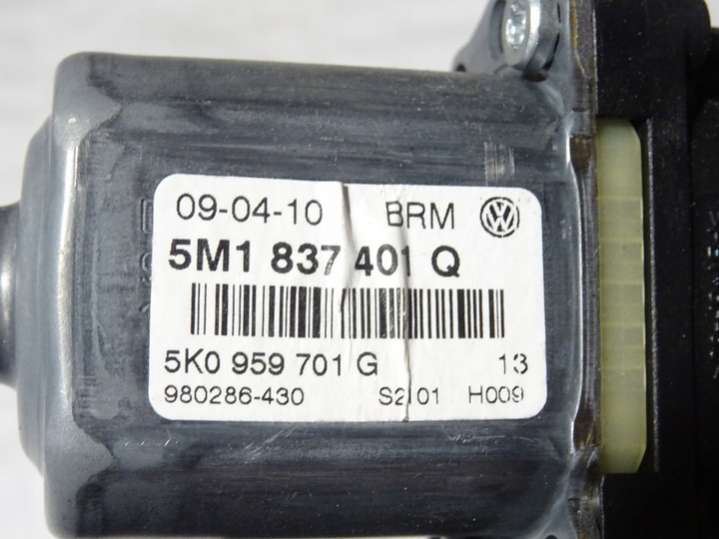 09-04-10 BRM
5M1 837 401 Q
5K0 959 701 G 13
980286-430 S2101 H009